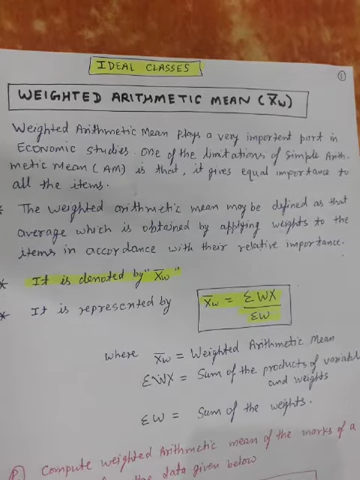 IDEAL CLASSES
①
WEIGHTED ARITHMETIC MEAN (X̄w)
Weighted Arithmetic Mean plays a very important part in
Economic studies. One of the limitations of simple Arith-
metic Mean (AM) is that, it gives equal importance to
all the items.
* The weighted arithmetic mean may be defined as that
average which is obtained by applying weights to the
items in accordance with their relative importance.
* It is denoted by "X̄w"
* It is represented by X̄w = ΣWX / ΣW
where X̄w = Weighted Arithmetic Mean
ΣWX = Sum of the products of variable
and weights
ΣW = Sum of the weights.
P) Compute weighted Arithmetic mean of the marks of a
the data given below